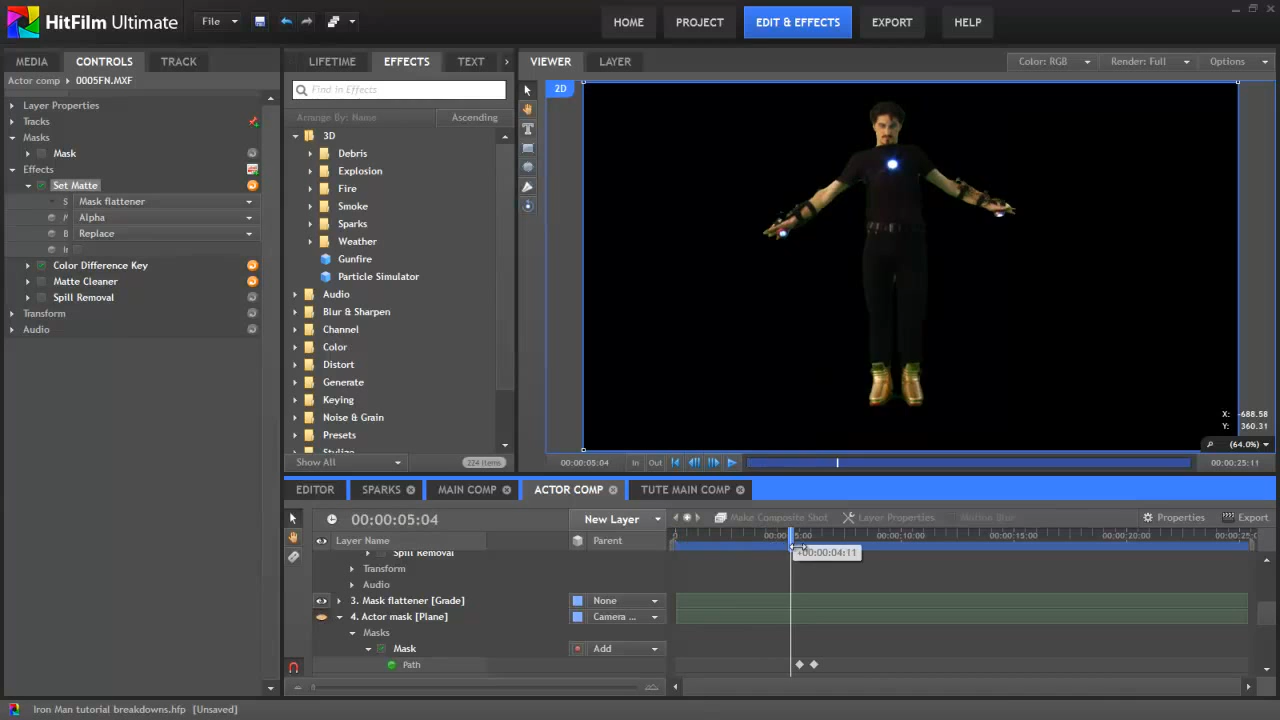 HitFilm Ultimate
File
HOME
PROJECT
EDIT & EFFECTS
EXPORT
HELP
MEDIA
CONTROLS
TRACK
LIFETIME
EFFECTS
TEXT
VIEWER
LAYER
Color: RGB
Render: Full
Options
Actor comp
0005FN.MXF
Layer Properties
Tracks
Masks
Mask
Effects
Set Matte
S
Mask flattener
Alpha
B
Replace
Color Difference Key
Matte Cleaner
Spill Removal
Transform
Audio
Find in Effects
Arrange By: Name
Ascending
3D
Debris
Explosion
Fire
Smoke
Sparks
Weather
Gunfire
Particle Simulator
Audio
Blur & Sharpen
Channel
Color
Distort
Generate
Keying
Noise & Grain
Presets
Stylize
Show All
224 items
2D
X: -688.58
Y: 360.31
(64.0%)
00:00:05:04
In
Out
00:00:25:11
EDITOR
SPARKS
MAIN COMP
ACTOR COMP
TUTE MAIN COMP
00:00:05:04
New Layer
Make Composite Shot
Layer Properties
Motion Blur
Properties
Export
Layer Name
Parent
00:00:10:00
00:00:15:00
00:00:20:00
+00:00:04:11
Spill Removal
Transform
Audio
3. Mask flattener [Grade]
None
4. Actor mask [Plane]
Camera ...
Masks
Mask
Add
Path
Iron Man tutorial breakdowns.hfp [Unsaved]